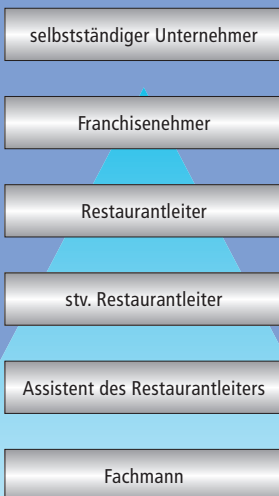 selbstständiger Unternehmer
Franchisenehmer
Restaurantleiter
stv. Restaurantleiter
Assistent des Restaurantleiters
Fachmann